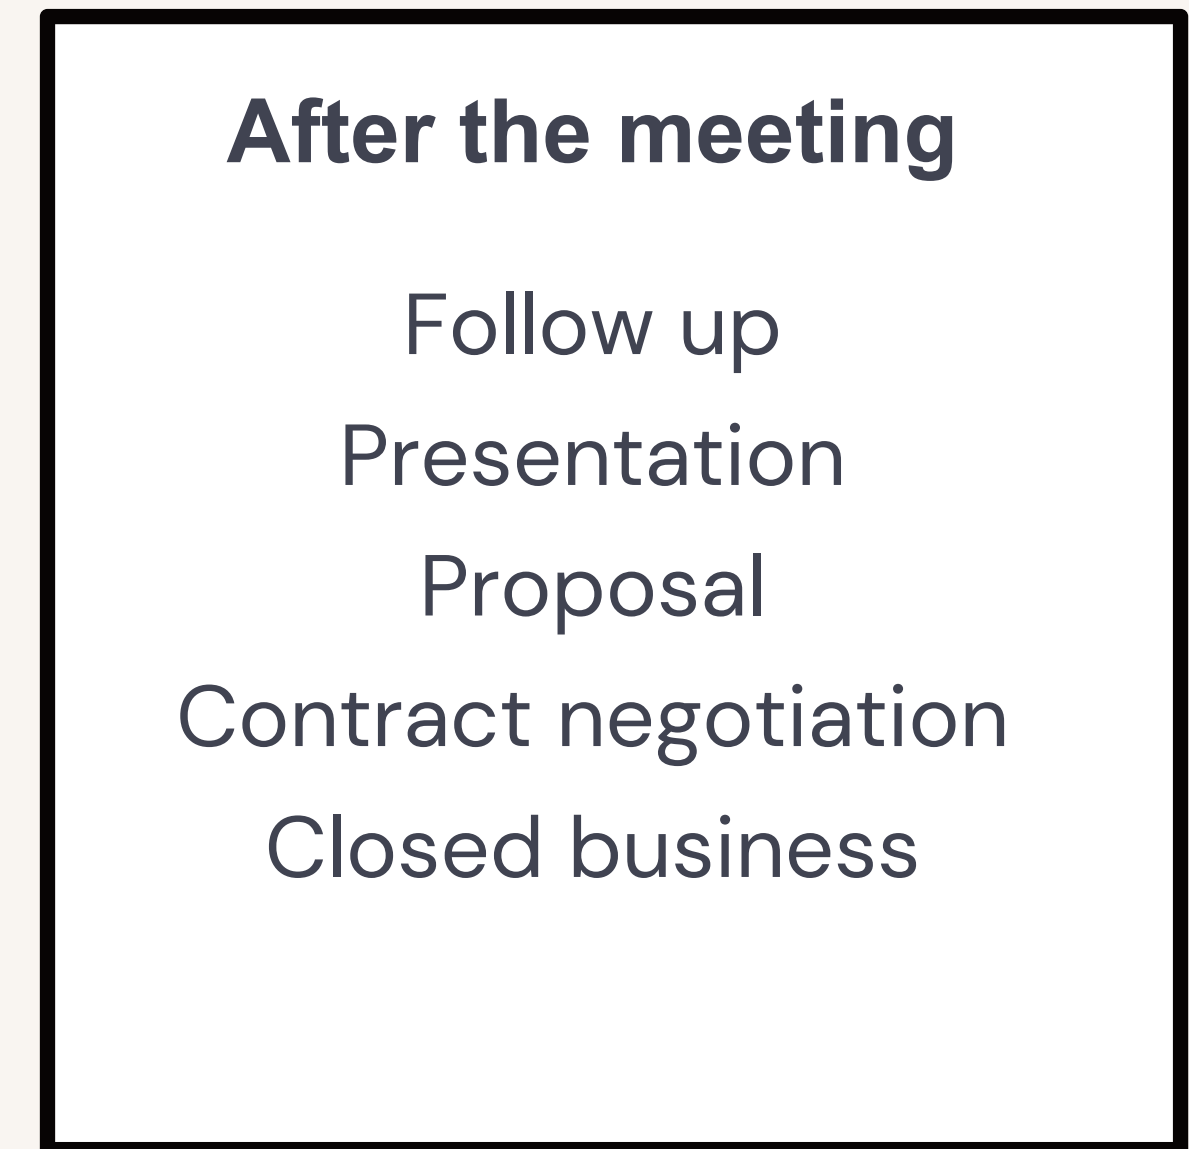 After the meeting
Follow up
Presentation
Proposal
Contract negotiation
Closed business